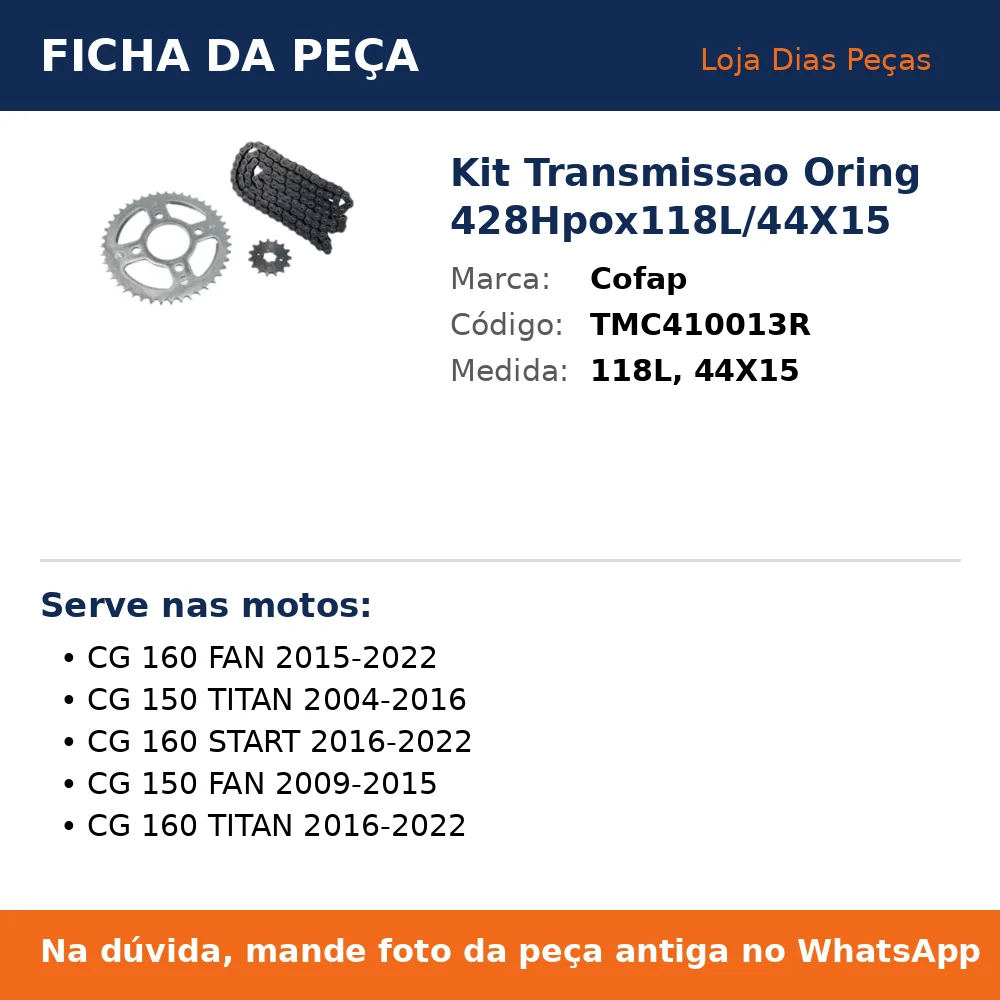 FICHA DA PEÇA
Loja Dias Peças
Kit Transmissao Oring
428Hpox118L/44X15
Marca: Cofap
Código: TMC410013R
Medida: 118L, 44X15
Serve nas motos:
• CG 160 FAN 2015-2022
• CG 150 TITAN 2004-2016
• CG 160 START 2016-2022
• CG 150 FAN 2009-2015
• CG 160 TITAN 2016-2022
Na dúvida, mande foto da peça antiga no WhatsApp